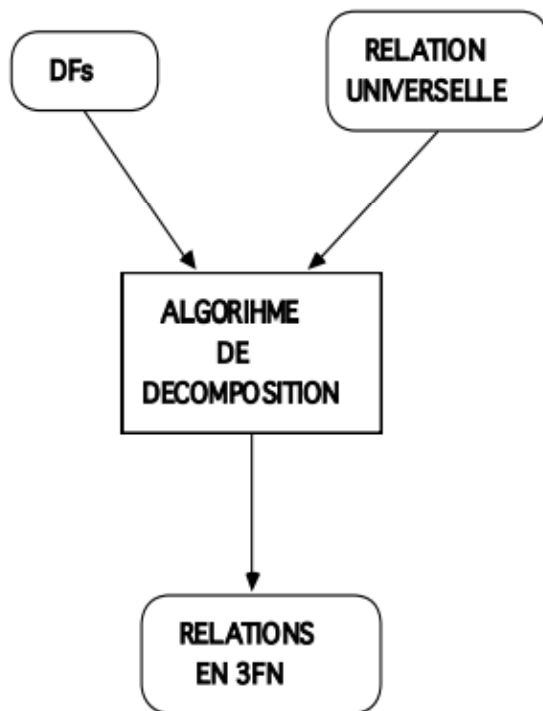 DFs
RELATION
UNIVERSELLE
ALGORIHME
DE
DECOMPOSITION
RELATIONS
EN 3FN